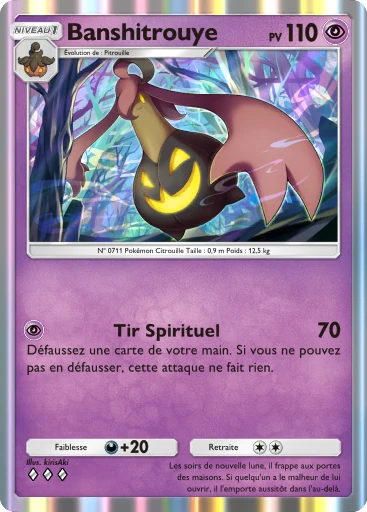 NIVEAU 1
Banshitrouye
PV 110
Évolution de : Pitrouille
N° 0711 Pokémon Citrouille Taille : 0,9 m Poids : 12,5 kg
Tir Spirituel 70
Défaussez une carte de votre main. Si vous ne pouvez
pas en défausser, cette attaque ne fait rien.
Faiblesse +20 Retraite
Illus. kirisAki
Les soirs de nouvelle lune, il frappe aux portes
des maisons. Si quelqu'un a le malheur de lui
ouvrir, il l'emporte aussitôt dans l'au-delà.